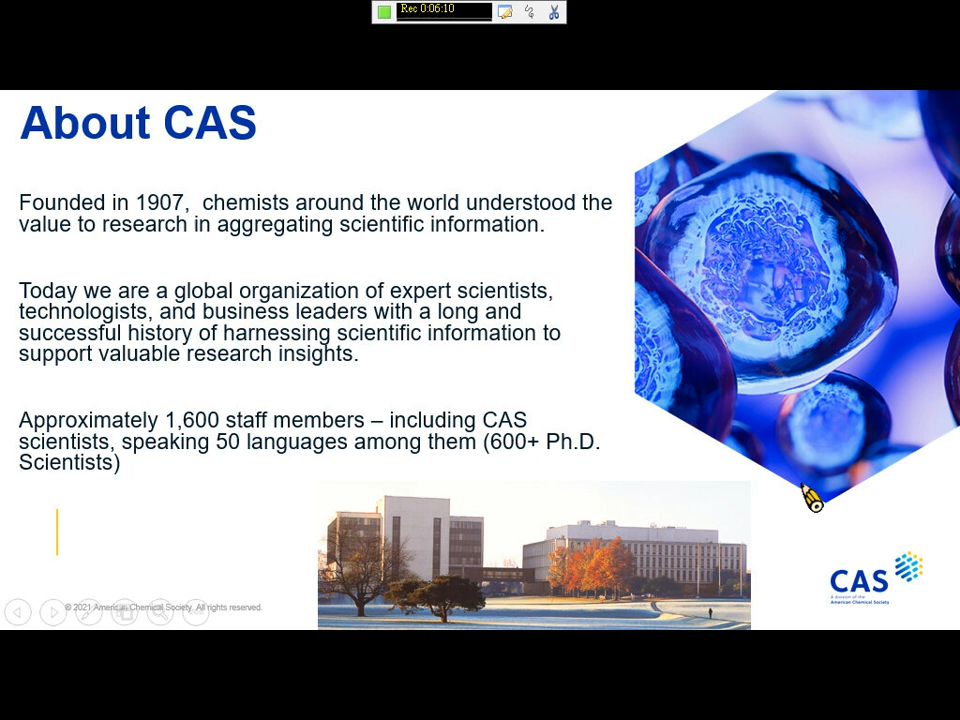 Rec 0:06:10
About CAS
Founded in 1907,  chemists around the world understood the
value to research in aggregating scientific information.
Today we are a global organization of expert scientists,
technologists, and business leaders with a long and
successful history of harnessing scientific information to
support valuable research insights.
Approximately 1,600 staff members – including CAS
scientists, speaking 50 languages among them (600+ Ph.D.
Scientists)
CAS
A division of the
American Chemical Society
© 2021 American Chemical Society. All rights reserved.